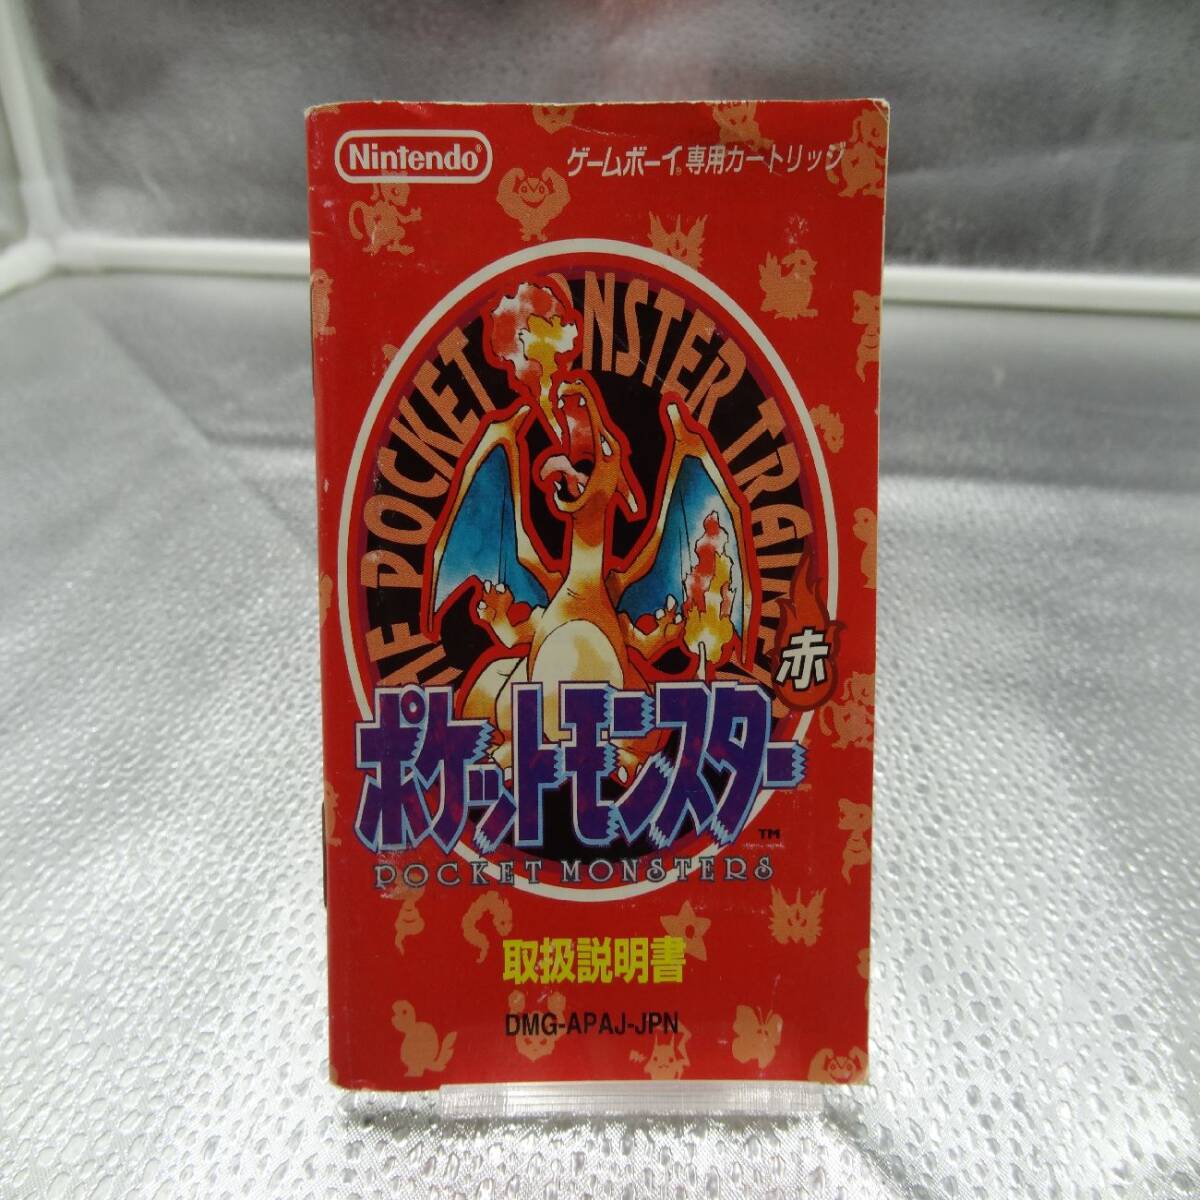 Nintendo®
ゲームボーイ®専用カートリッジ
POCKET MONSTER
赤
ポケットモンスター
TM
POCKET MONSTERS
取扱説明書
DMG-APAJ-JPN